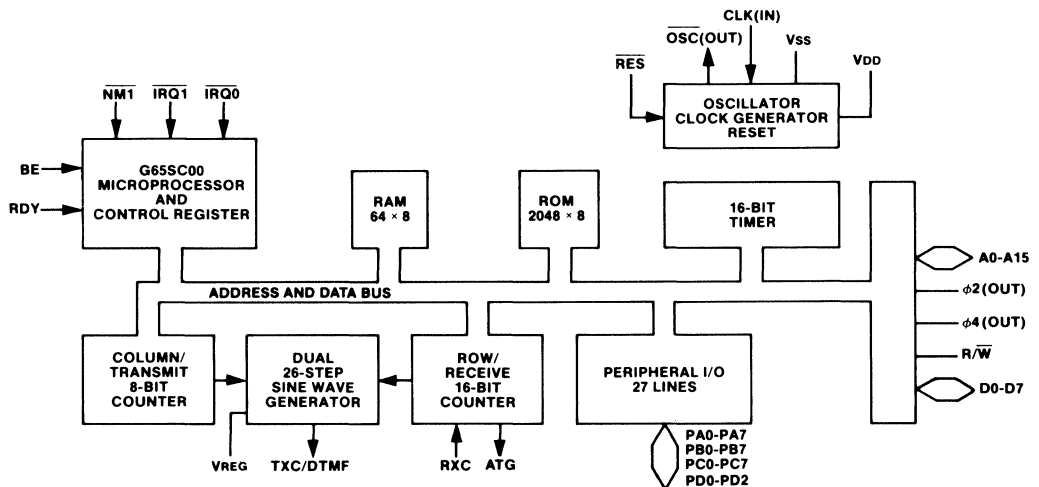 CLK(IN)
OSC(OUT)
VSS
RES
VDD
OSCILLATOR
CLOCK GENERATOR
RESET
NM1
IRQ1
IRQ0
BE
RDY
G65SC00
MICROPROCESSOR
AND
CONTROL REGISTER
RAM
64 × 8
ROM
2048 × 8
16-BIT
TIMER
A0-A15
φ2(OUT)
φ4(OUT)
R/W
D0-D7
ADDRESS AND DATA BUS
COLUMN/
TRANSMIT
8-BIT
COUNTER
DUAL
26-STEP
SINE WAVE
GENERATOR
ROW/
RECEIVE
16-BIT
COUNTER
PERIPHERAL I/O
27 LINES
VREG
TXC/DTMF
RXC
ATG
PA0-PA7
PB0-PB7
PC0-PC7
PD0-PD2